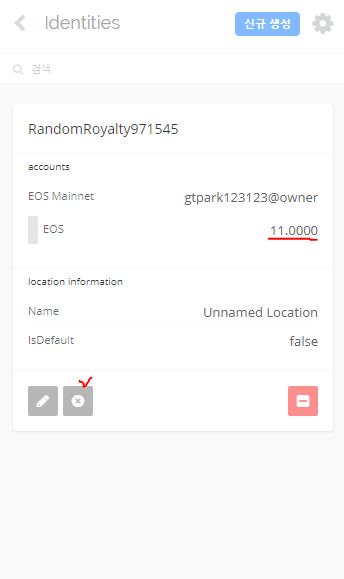 Identities
신규 생성
검색
RandomRoyalty971545
accounts
EOS Mainnet gtpark123123@owner
EOS 11.0000
location information
Name Unnamed Location
IsDefault false